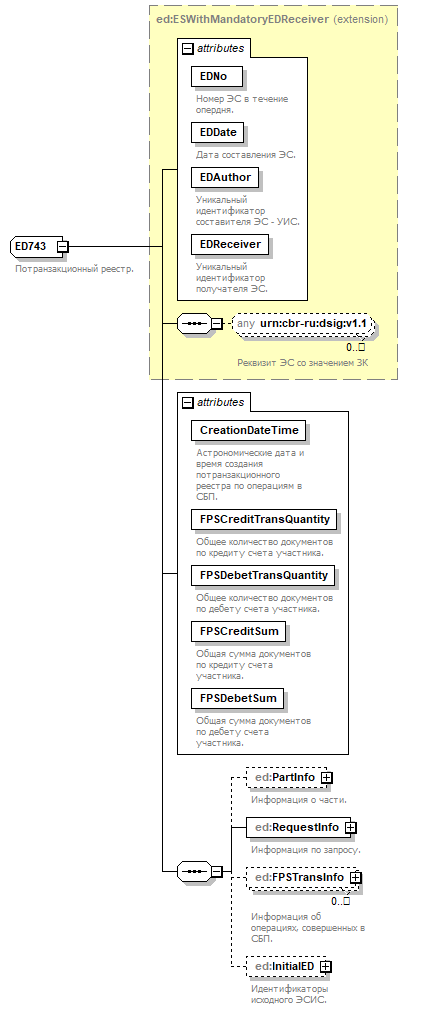 ed:ESWithMandatoryEDReceiver (extension)
attributes
EDNo
Номер ЭС в течение
опердня.
EDDate
Дата составления ЭС.
EDAuthor
Уникальный
идентификатор
составителя ЭС - УИС.
EDReceiver
Уникальный
идентификатор
получателя ЭС.
ED743
Потранзакционный реестр.
any urn:cbr-ru:dsig:v1.1
0..
Реквизит ЭС со значением ЗК
attributes
CreationDateTime
Астрономические дата и
время создания
потранзакционного
реестра по операциям в
СБП.
FPSCreditTransQuantity
Общее количество документов
по кредиту счета участника.
FPSDebetTransQuantity
Общее количество документов
по дебету счета участника.
FPSCreditSum
Общая сумма документов
по кредиту счета
участника.
FPSDebetSum
Общая сумма документов
по дебету счета
участника.
ed:PartInfo
Информация о части.
ed:RequestInfo
Информация по запросу.
ed:FPSTransInfo
0..
Информация об
операциях, совершенных в
СБП.
ed:InitialED
Идентификаторы
исходного ЭСИС.